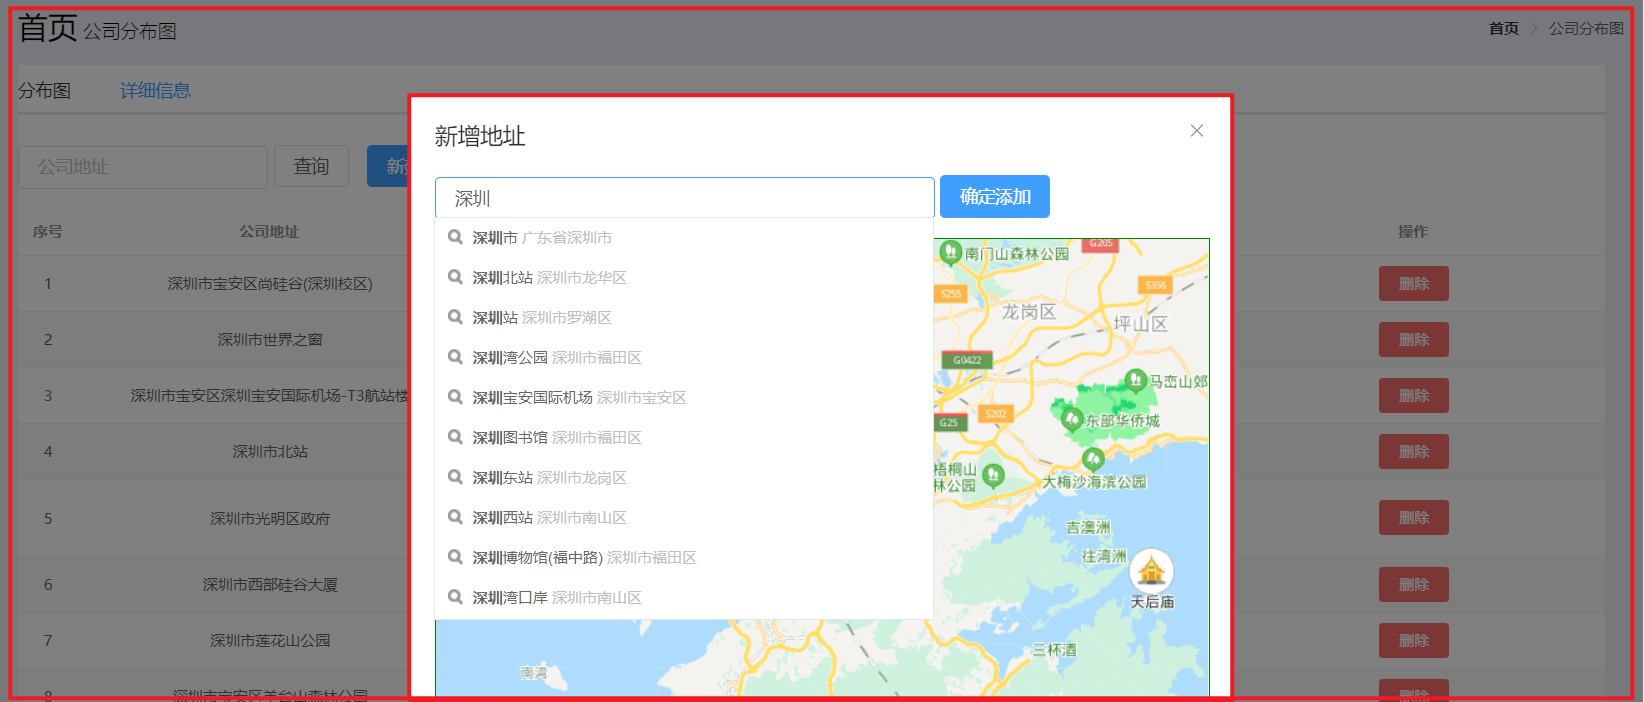 首页 公司分布图
首页 > 公司分布图
分布图 详细信息
公司地址 查询
序号 公司地址 操作
1 深圳市宝安区尚硅谷(深圳校区) 删除
2 深圳市世界之窗 删除
3 深圳市宝安区深圳宝安国际机场-T3航站楼 删除
4 深圳市北站 删除
5 深圳市光明区政府 删除
6 深圳市西部硅谷大厦 删除
7 深圳市莲花山公园 删除
8 深圳市宝安区羊台山森林公园 删除
新增地址
深圳 确定添加
深圳市 广东省深圳市
深圳北站 深圳市龙华区
深圳站 深圳市罗湖区
深圳湾公园 深圳市福田区
深圳宝安国际机场 深圳市宝安区
深圳图书馆 深圳市福田区
深圳东站 深圳市龙岗区
深圳西站 深圳市南山区
深圳博物馆(福中路) 深圳市福田区
深圳湾口岸 深圳市南山区
G205
南门山森林公园
S356
S255
龙岗区
坪山区
G0422
马峦山郊
S202
G25
东部华侨城
梧桐山
林公园
大梅沙海滨公园
吉澳洲
往湾洲
天后庙
三杯酒
南湾